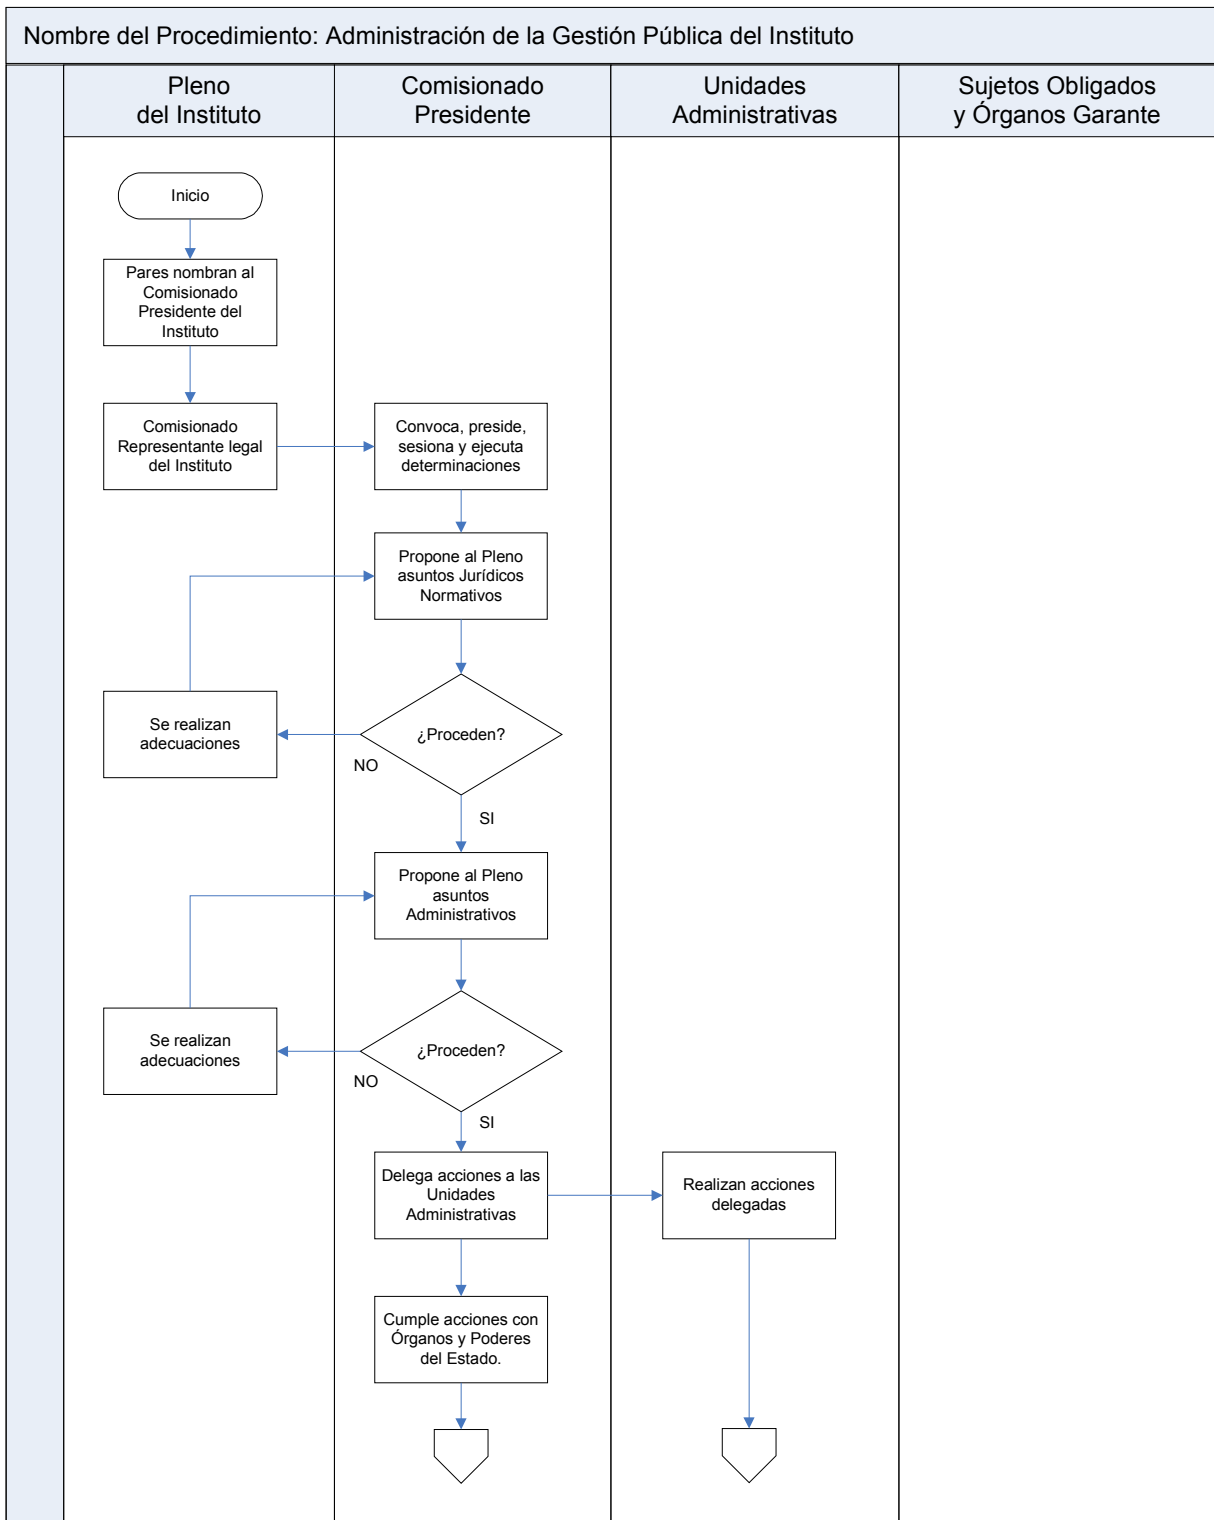 Nombre del Procedimiento: Administración de la Gestión Pública del Instituto
Pleno
del Instituto
Comisionado
Presidente
Unidades
Administrativas
Sujetos Obligados
y Órganos Garante
Inicio
Pares nombran al
Comisionado
Presidente del
Instituto
Comisionado
Representante legal
del Instituto
Convoca, preside,
sesiona y ejecuta
determinaciones
Propone al Pleno
asuntos Jurídicos
Normativos
Se realizan
adecuaciones
¿Proceden?
NO
SI
Propone al Pleno
asuntos
Administrativos
Se realizan
adecuaciones
¿Proceden?
NO
SI
Delega acciones a las
Unidades
Administrativas
Realizan acciones
delegadas
Cumple acciones con
Órganos y Poderes
del Estado.